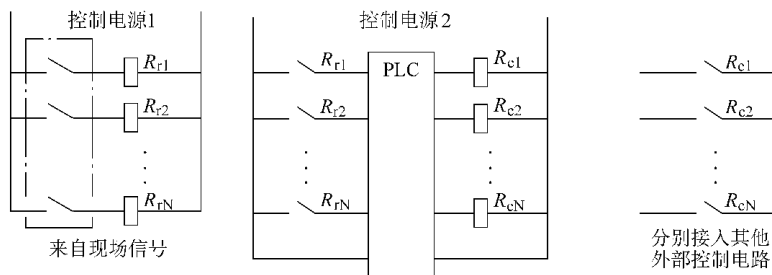 控制电源1
控制电源2
Rr1
Rr2
RrN
来自现场信号
Rr1
Rr2
RrN
PLC
Rc1
Rc2
RcN
Rc1
Rc2
RcN
分别接入其他
外部控制电路